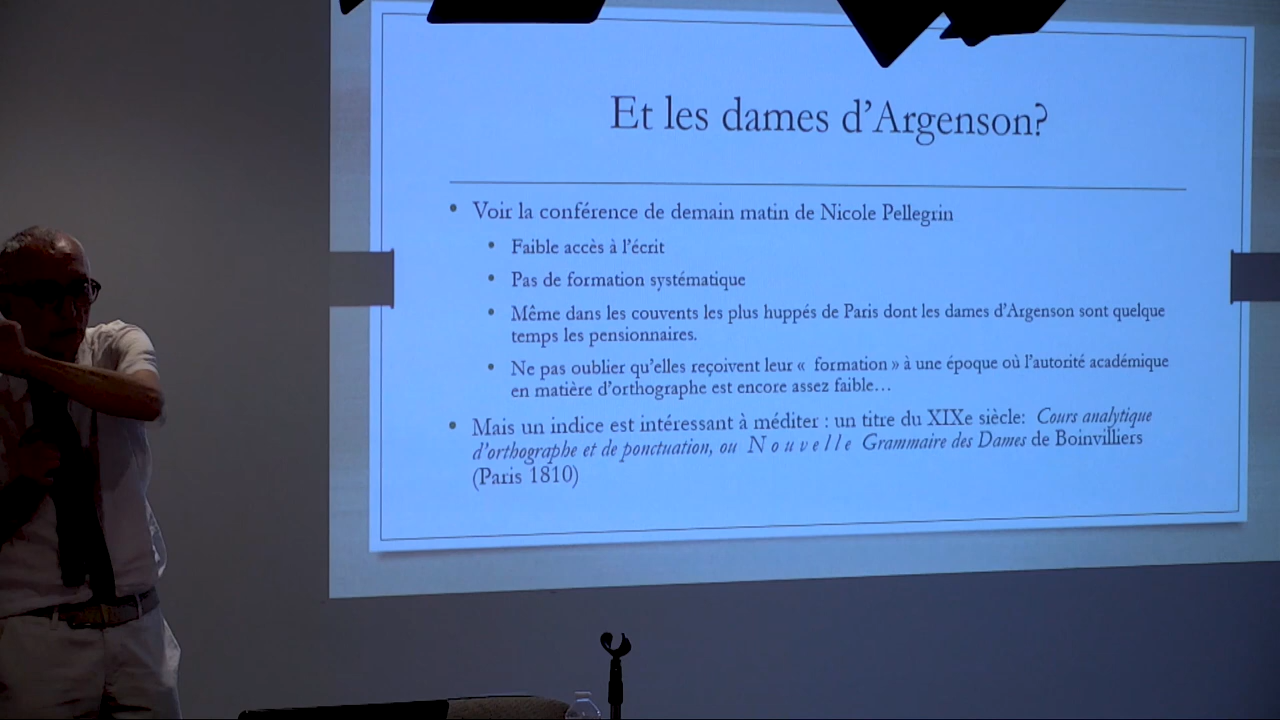 Et les dames d'Argenson?
• Voir la conférence de demain matin de Nicole Pellegrin
• Faible accès à l'écrit
• Pas de formation systématique
• Même dans les couvents les plus huppés de Paris dont les dames d'Argenson sont quelque
temps les pensionnaires.
• Ne pas oublier qu'elles reçoivent leur « formation » à une époque où l'autorité académique
en matière d'orthographe est encore assez faible…
• Mais un indice est intéressant à méditer : un titre du XIXe siècle: Cours analytique
d'orthographe et de ponctuation, ou N o u v e l l e Grammaire des Dames de Boinvilliers
(Paris 1810)